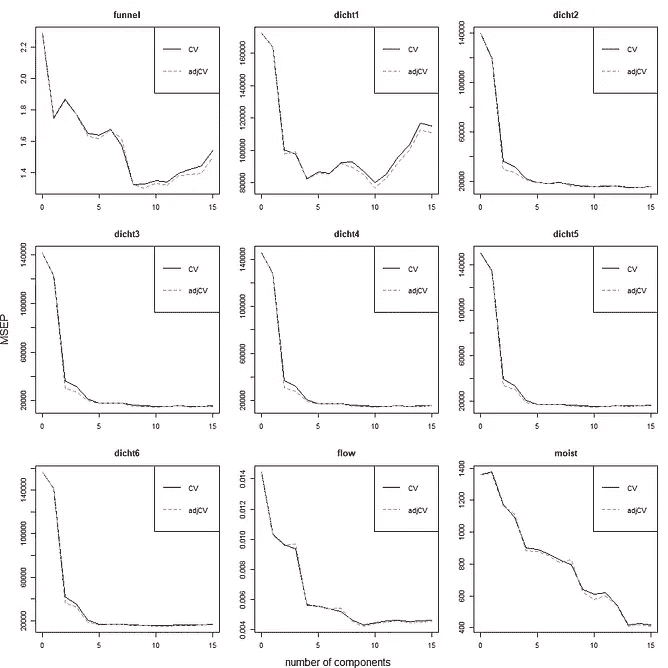 funnel
CV
adjCV
2.2
2.0
1.8
1.6
1.4
0 5 10 15
dicht1
CV
adjCV
160000
140000
120000
100000
80000
0 5 10 15
dicht2
CV
adjCV
140000
100000
60000
20000
0 5 10 15
MSEP
dicht3
CV
adjCV
140000
100000
60000
20000
0 5 10 15
dicht4
CV
adjCV
140000
100000
60000
20000
0 5 10 15
dicht5
CV
adjCV
140000
100000
60000
20000
0 5 10 15
dicht6
CV
adjCV
140000
100000
60000
20000
0 5 10 15
flow
CV
adjCV
0.014
0.012
0.010
0.008
0.006
0.004
0 5 10 15
moist
CV
adjCV
1400
1200
1000
800
600
400
0 5 10 15
number of components